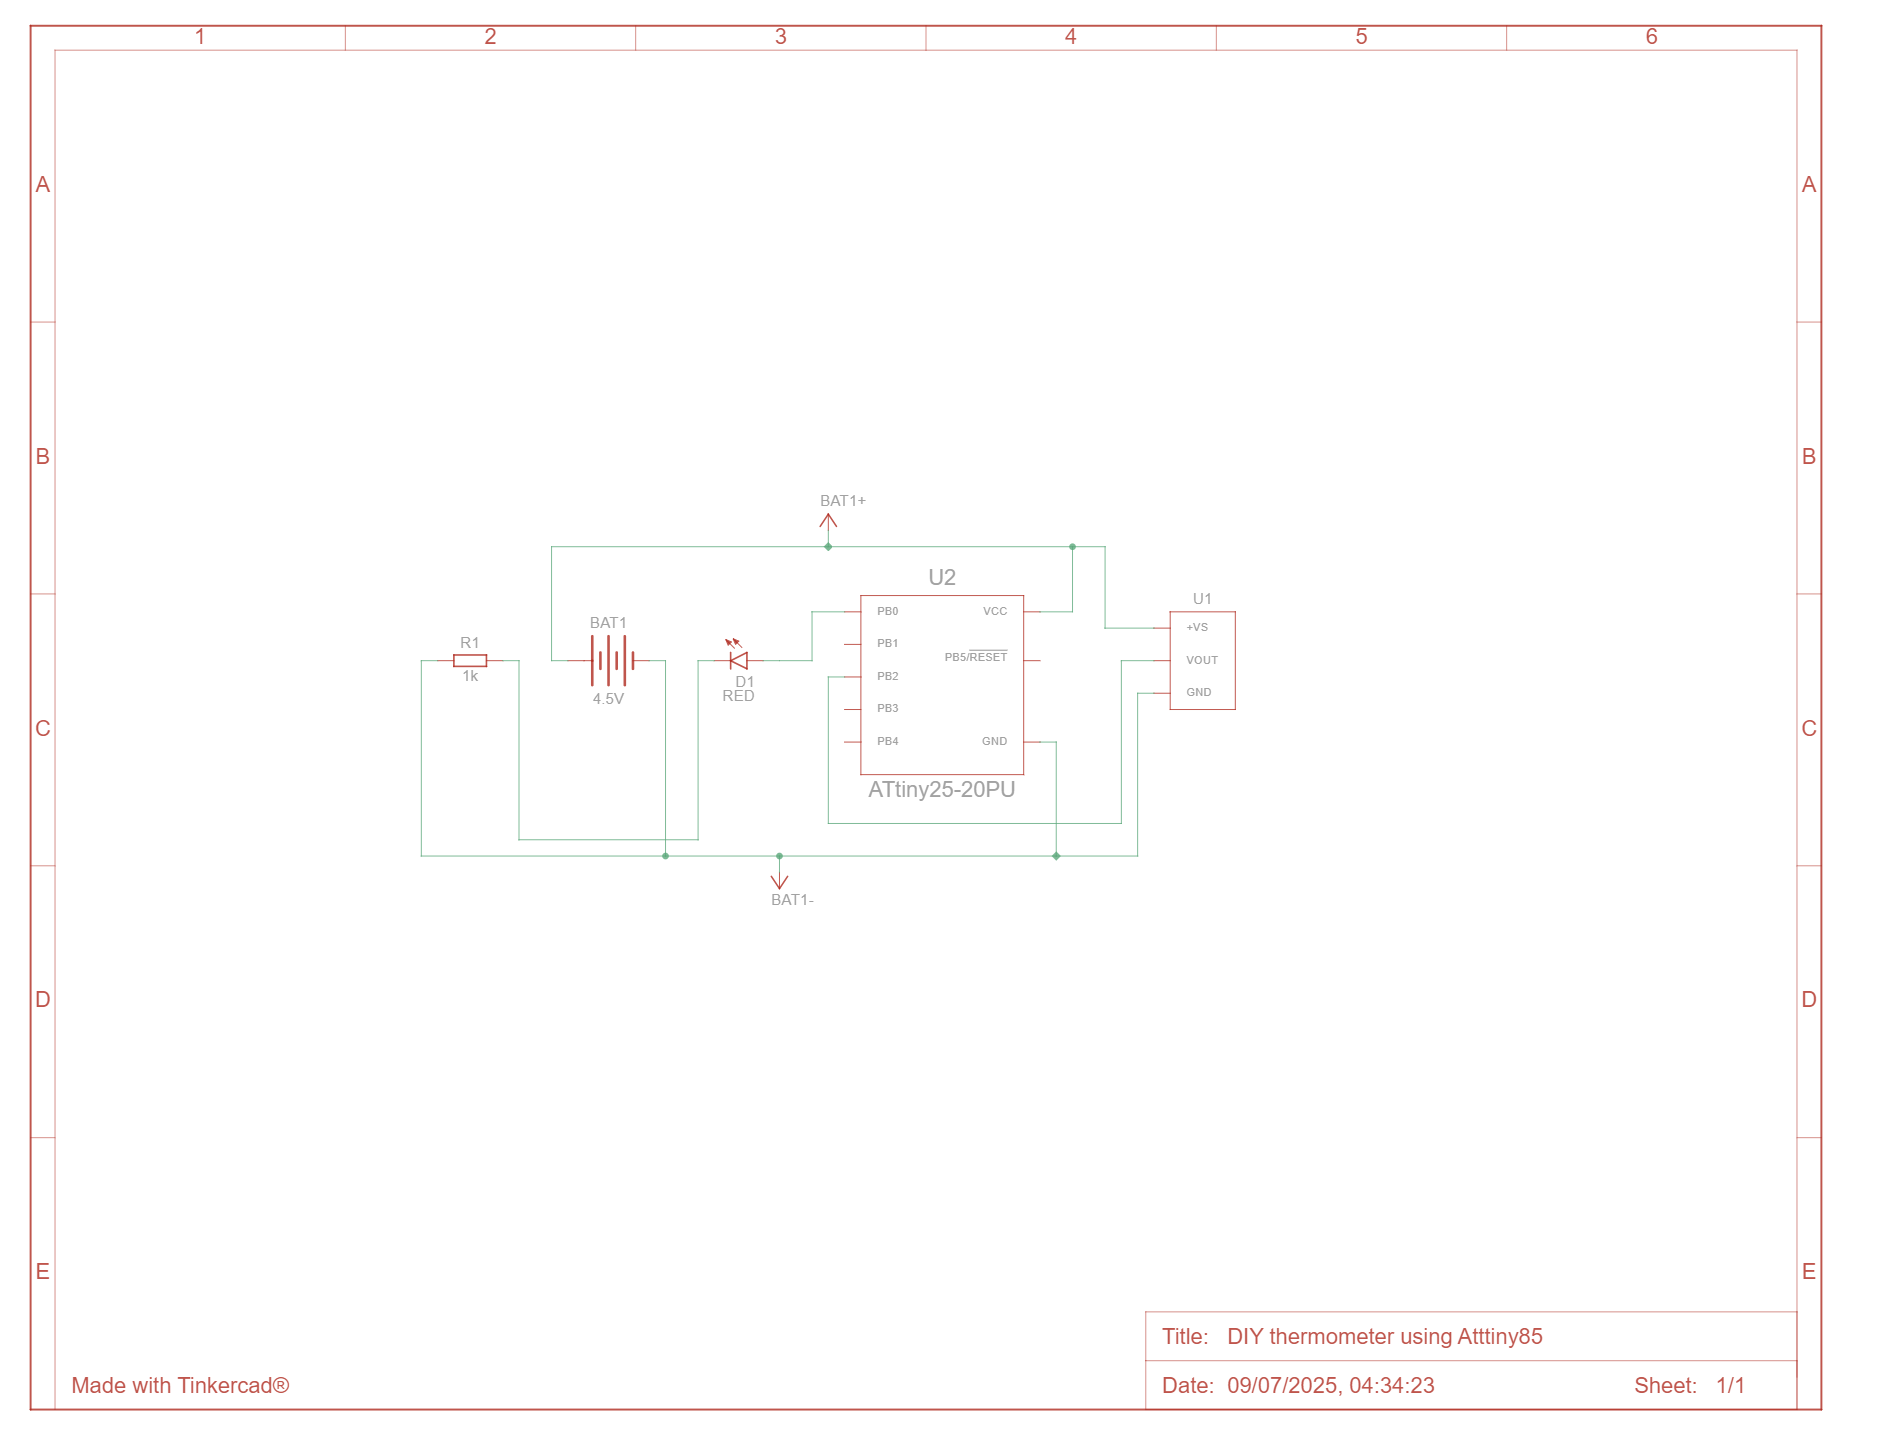 1 2 3 4 5 6
A A
B B
BAT1+
U2
U1
BAT1
PB0 VCC
+VS
R1
PB1
PB5/RESET
VOUT
1k
PB2
D1
RED
GND
4.5V
PB3
C C
PB4 GND
ATtiny25-20PU
BAT1-
D D
E E
Title: DIY thermometer using Atttiny85
Made with Tinkercad®
Date: 09/07/2025, 04:34:23 Sheet: 1/1